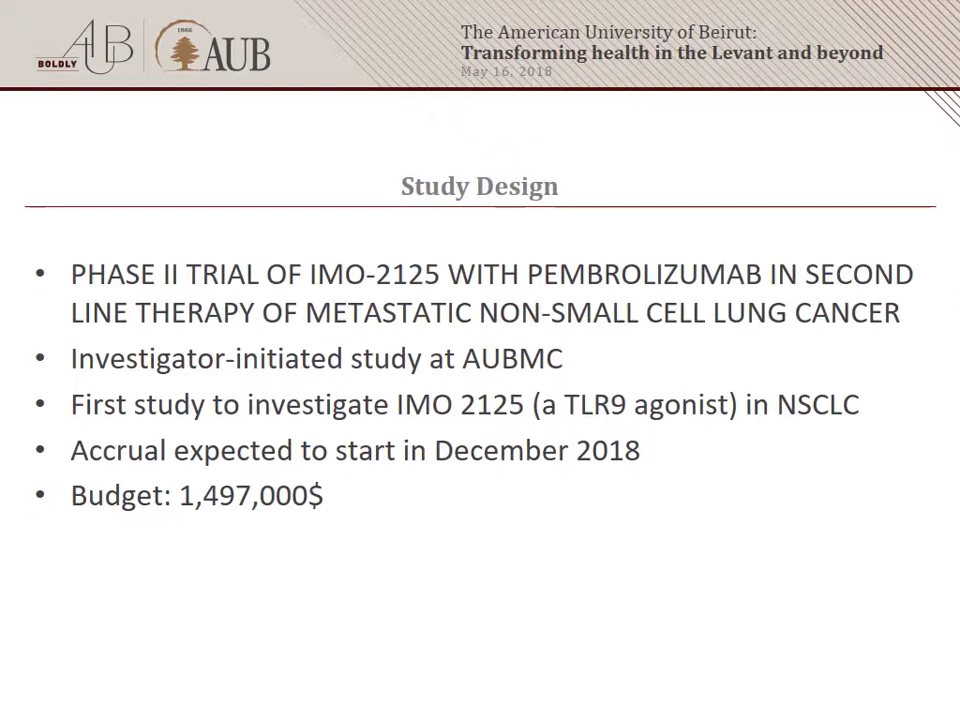 AUB
BOLDLY
1866
AUB
The American University of Beirut:
Transforming health in the Levant and beyond
May 16, 2018
Study Design
• PHASE II TRIAL OF IMO-2125 WITH PEMBROLIZUMAB IN SECOND
LINE THERAPY OF METASTATIC NON-SMALL CELL LUNG CANCER
• Investigator-initiated study at AUBMC
• First study to investigate IMO 2125 (a TLR9 agonist) in NSCLC
• Accrual expected to start in December 2018
• Budget: 1,497,000$